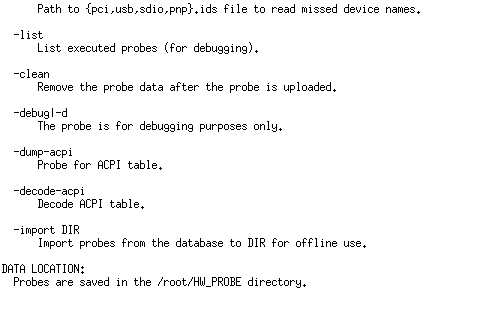 Path to {pci,usb,sdio,pnp}.ids file to read missed device names.
-list
List executed probes (for debugging).
-clean
Remove the probe data after the probe is uploaded.
-debug|-d
The probe is for debugging purposes only.
-dump-acpi
Probe for ACPI table.
-decode-acpi
Decode ACPI table.
-import DIR
Import probes from the database to DIR for offline use.
DATA LOCATION:
Probes are saved in the /root/HW_PROBE directory.